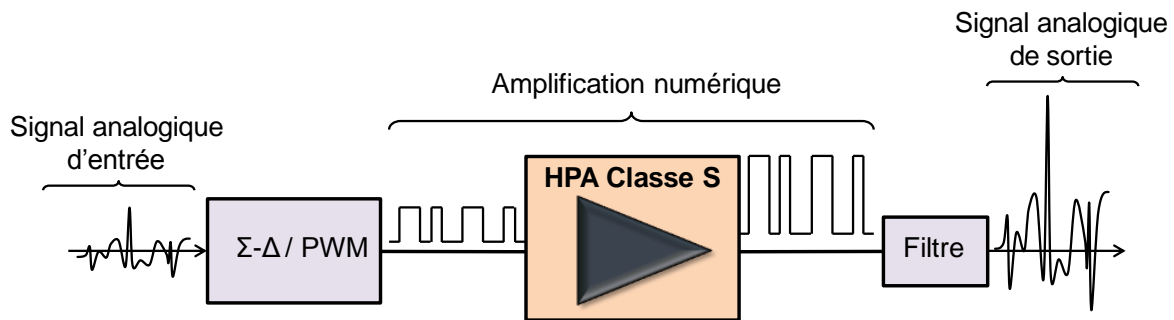 Signal analogique
d'entrée
Amplification numérique
Signal analogique
de sortie
Σ-Δ / PWM
HPA Classe S
Filtre